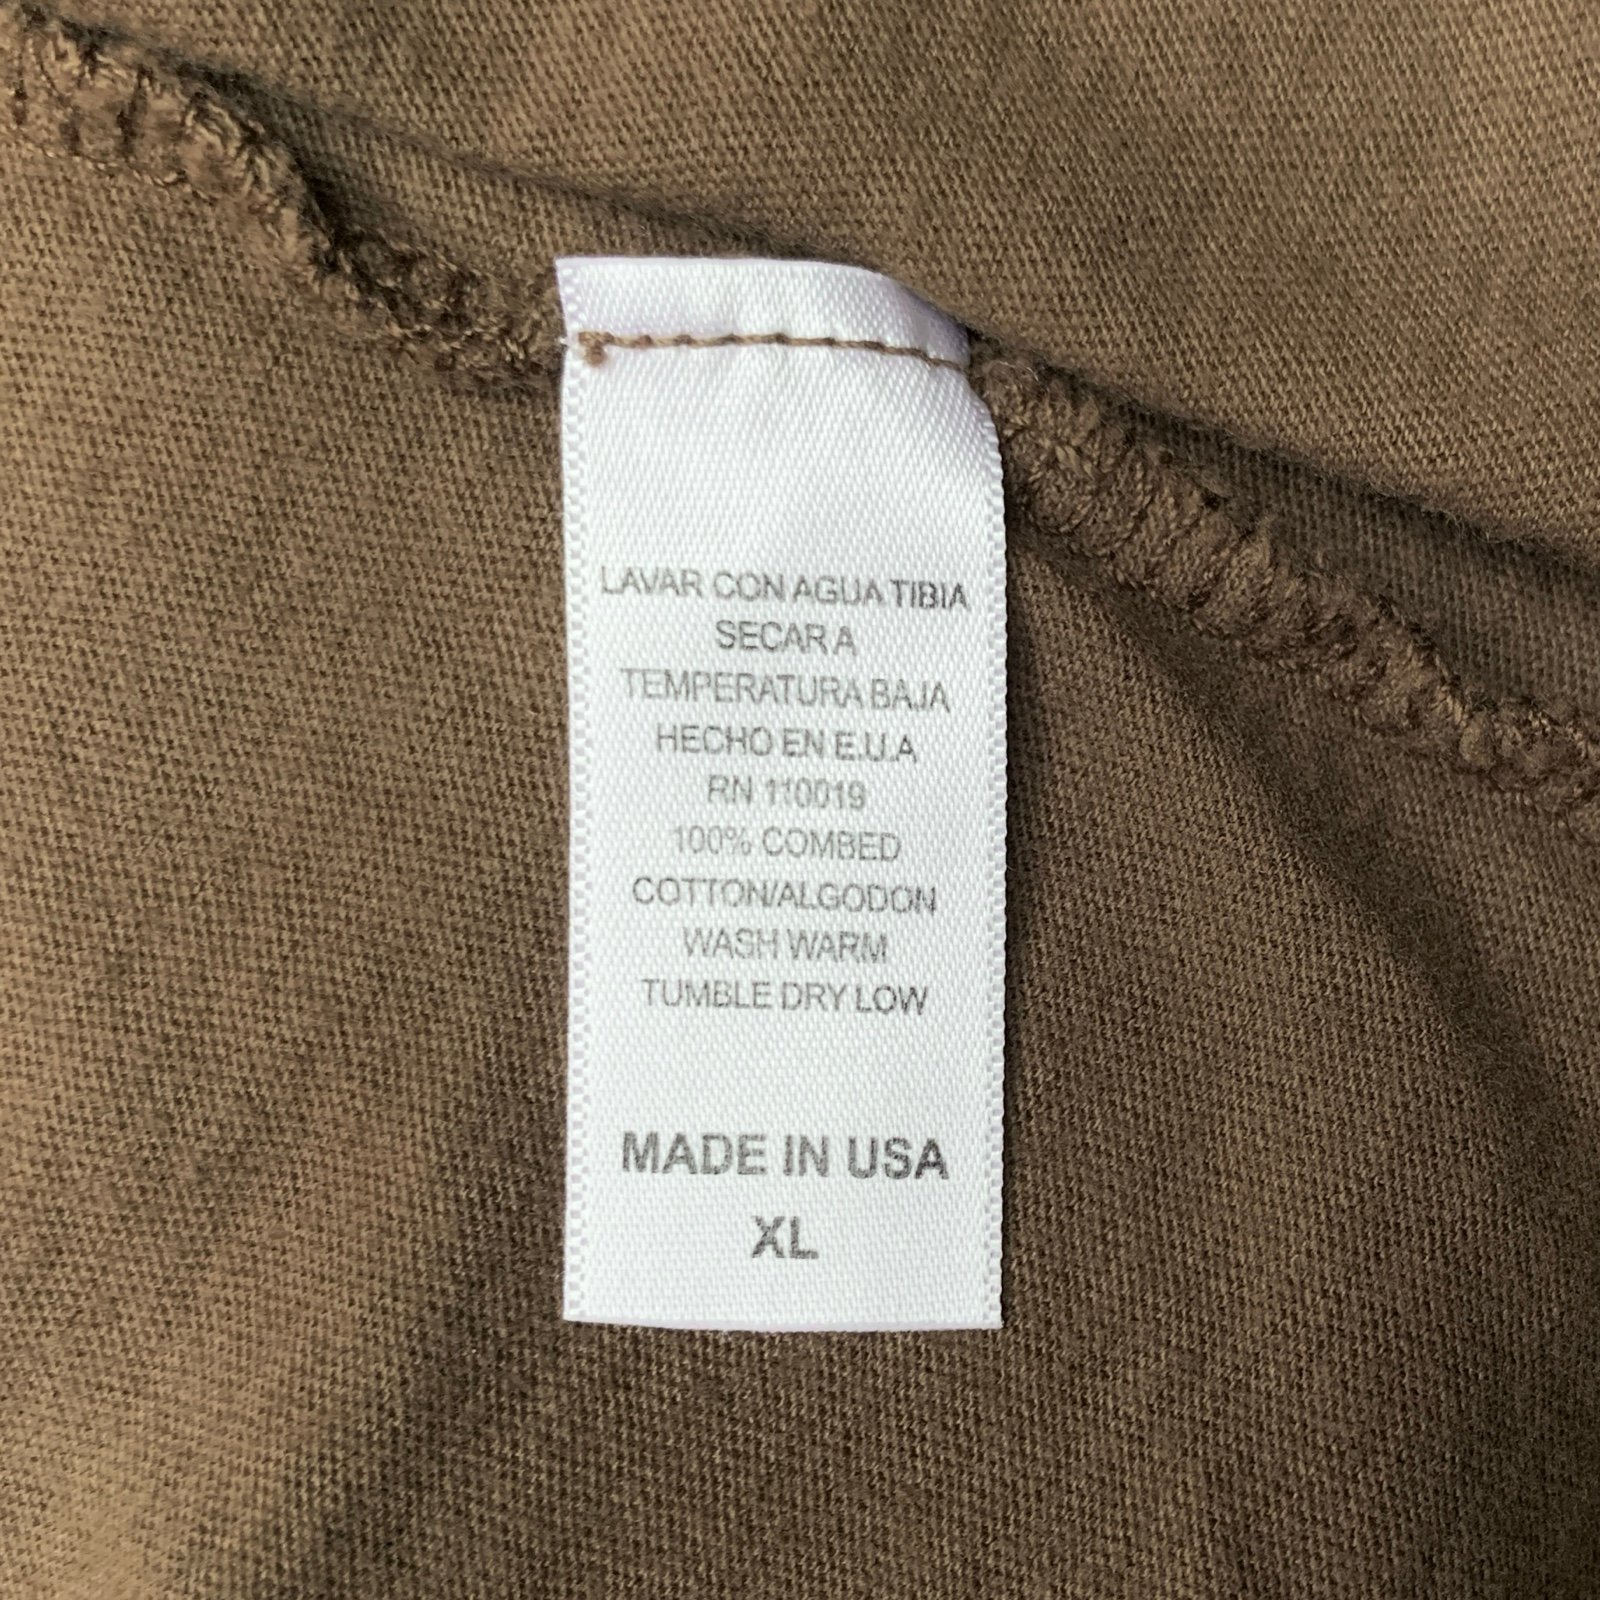 LAVAR CON AGUA TIBIA
SECAR A
TEMPERATURA BAJA
HECHO EN E.U.A
RN 110019
100% COMBED
COTTON/ALGODON
WASH WARM
TUMBLE DRY LOW
MADE IN USA
XL